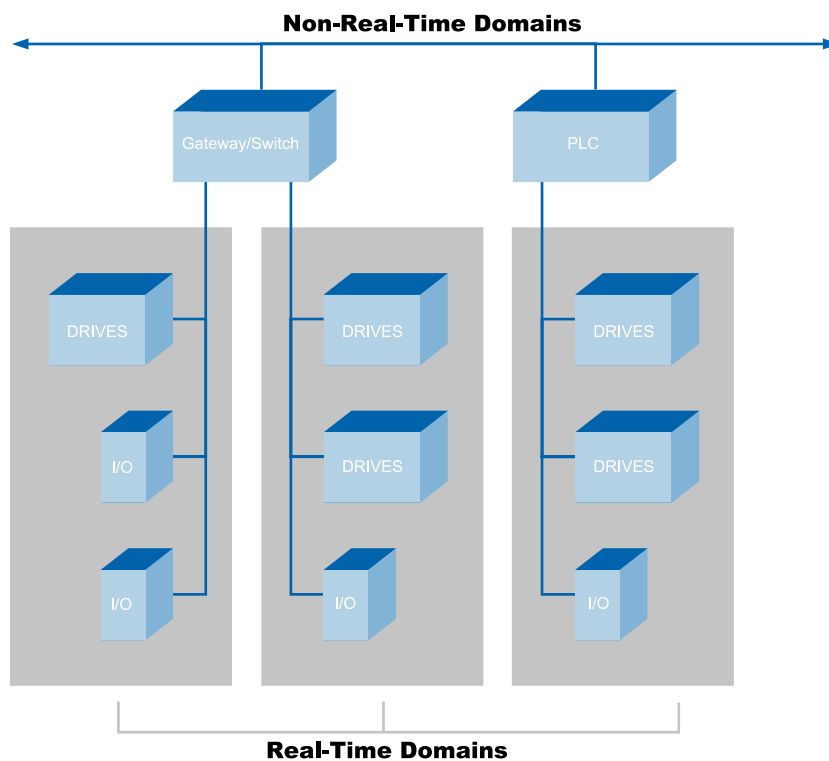 Non-Real-Time Domains
Gateway/Switch
PLC
DRIVES
DRIVES
DRIVES
I/O
DRIVES
DRIVES
I/O
I/O
I/O
Real-Time Domains